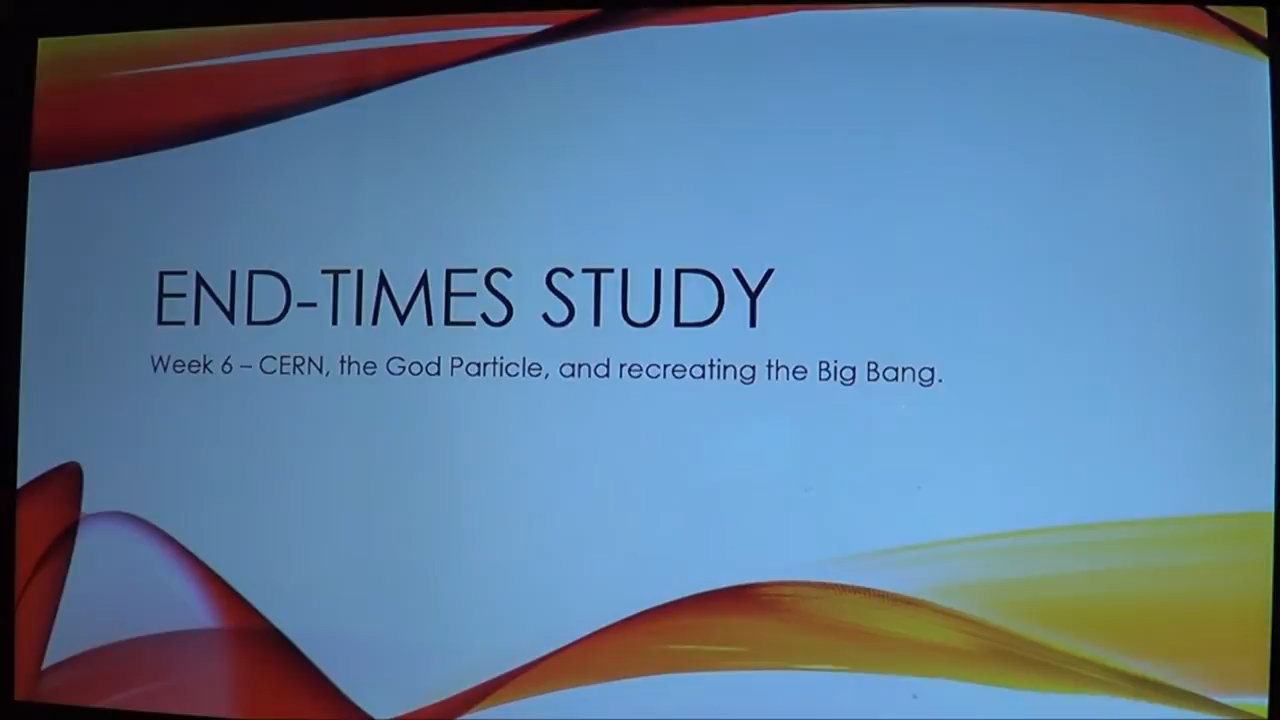 END-TIMES STUDY
Week 6 – CERN, the God Particle, and recreating the Big Bang.